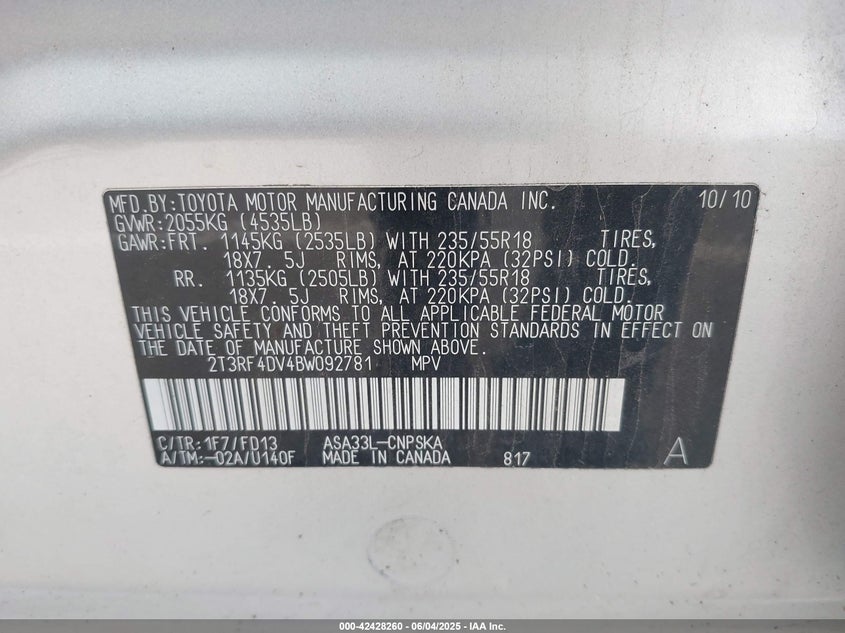 MFD.BY:TOYOTA MOTOR MANUFACTURING CANADA INC. 10/10
GVWR:2055KG (4535LB)
GAWR:FRT. 1145KG (2535LB) WITH 235/55R18 TIRES,
18X7. 5J RIMS, AT 220KPA (32PSI) COLD.
RR. 1135KG (2505LB) WITH 235/55R18 TIRES,
18X7. 5J RIMS, AT 220KPA (32PSI) COLD.
THIS VEHICLE CONFORMS TO ALL APPLICABLE FEDERAL MOTOR
VEHICLE SAFETY AND THEFT PREVENTION STANDARDS IN EFFECT ON
THE DATE OF MANUFACTURE SHOWN ABOVE.
2T3RF4DV4BW092781 MPV
C/TR:1F7/FD13 ASA33L-CNPSKA
A/TM:-02A/U140F MADE IN CANADA 817 A
000-42428260 - 06/04/2025 - IAA Inc.